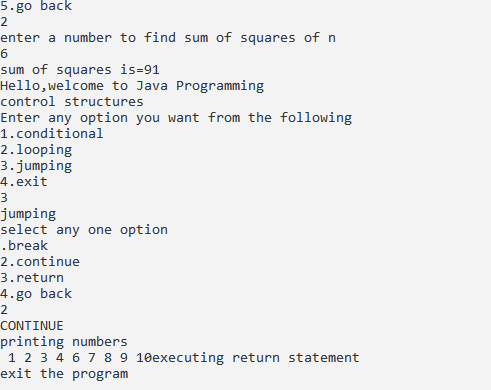 5.go back
2
enter a number to find sum of squares of n
6
sum of squares is=91
Hello,welcome to Java Programming
control structures
Enter any option you want from the following
1.conditional
2.looping
3.jumping
4.exit
3
jumping
select any one option
.break
2.continue
3.return
4.go back
2
CONTINUE
printing numbers
 1 2 3 4 6 7 8 9 10executing return statement
exit the program